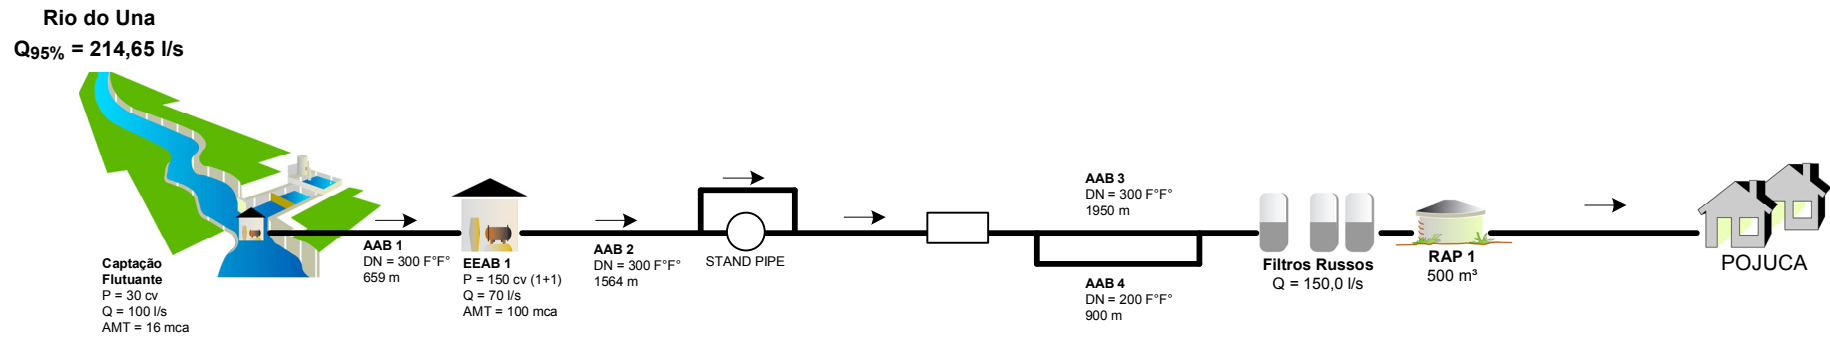 Rio do Una
Q95% = 214,65 l/s
Captação
Flutuante
P = 30 cv
Q = 100 l/s
AMT = 16 mca
AAB 1
DN = 300 F°F°
659 m
EEAB 1
P = 150 cv (1+1)
Q = 70 l/s
AMT = 100 mca
AAB 2
DN = 300 F°F°
1564 m
STAND PIPE
AAB 3
DN = 300 F°F°
1950 m
AAB 4
DN = 200 F°F°
900 m
Filtros Russos
Q = 150,0 l/s
RAP 1
500 m³
POJUCA